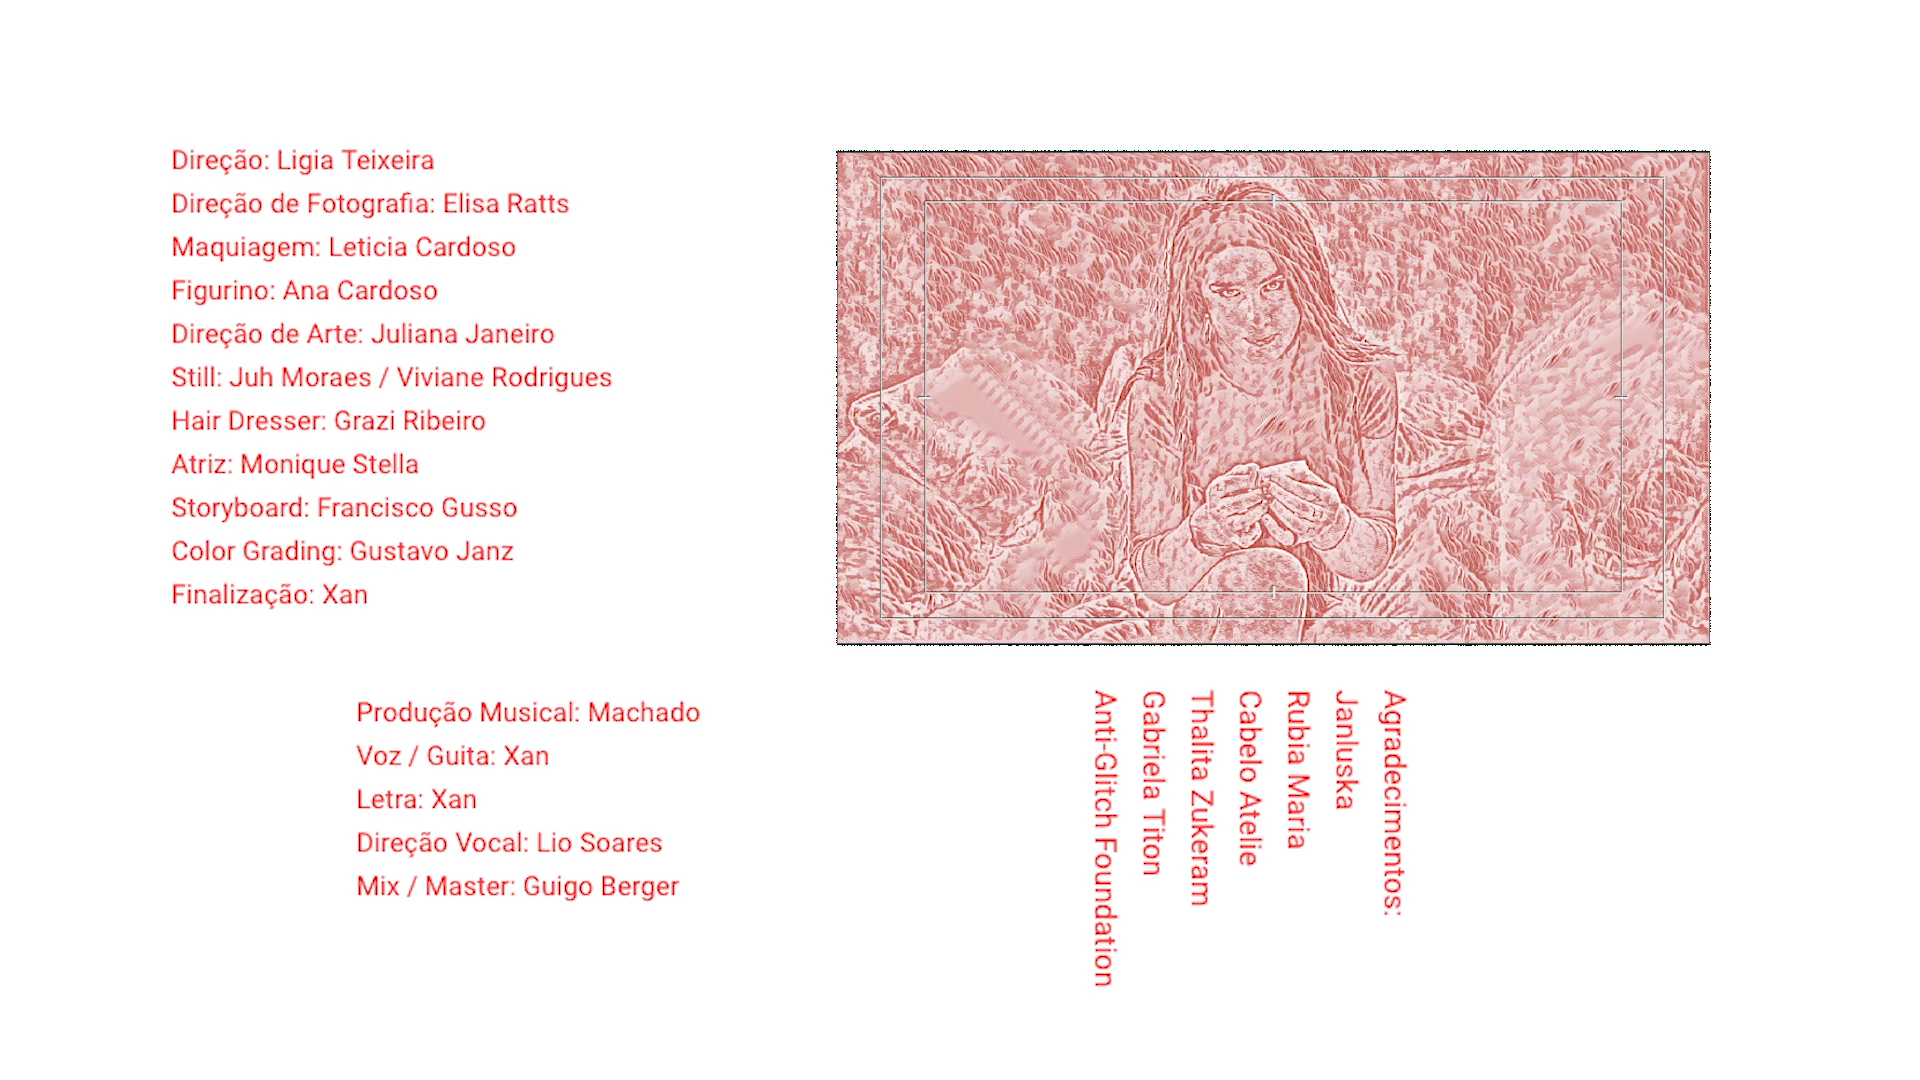 Direção: Ligia Teixeira
Direção de Fotografia: Elisa Ratts
Maquiagem: Leticia Cardoso
Figurino: Ana Cardoso
Direção de Arte: Juliana Janeiro
Still: Juh Moraes / Viviane Rodrigues
Hair Dresser: Grazi Ribeiro
Atriz: Monique Stella
Storyboard: Francisco Gusso
Color Grading: Gustavo Janz
Finalização: Xan
Produção Musical: Machado
Voz / Guita: Xan
Letra: Xan
Direção Vocal: Lio Soares
Mix / Master: Guigo Berger
Agradecimentos:
Janluska
Rubia Maria
Cabelo Atelie
Thalita Zukeram
Gabriela Titon
Anti-Glitch Foundation